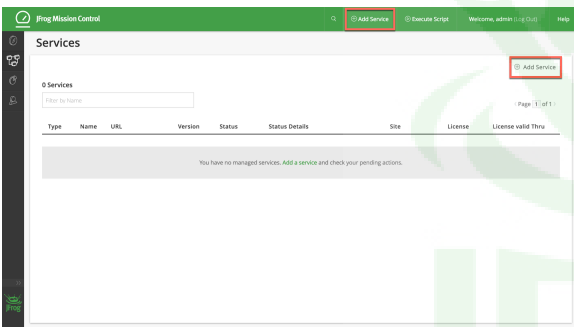 JFrog Mission Control
Add Service
Execute Script
Welcome, admin (Log Out)
Help
Services
Add Service
0 Services
Filter by Name
Page 1 of 1
Type Name URL Version Status Status Details Site License License valid Thru
You have no managed services. Add a service and check your pending actions.
JFrog